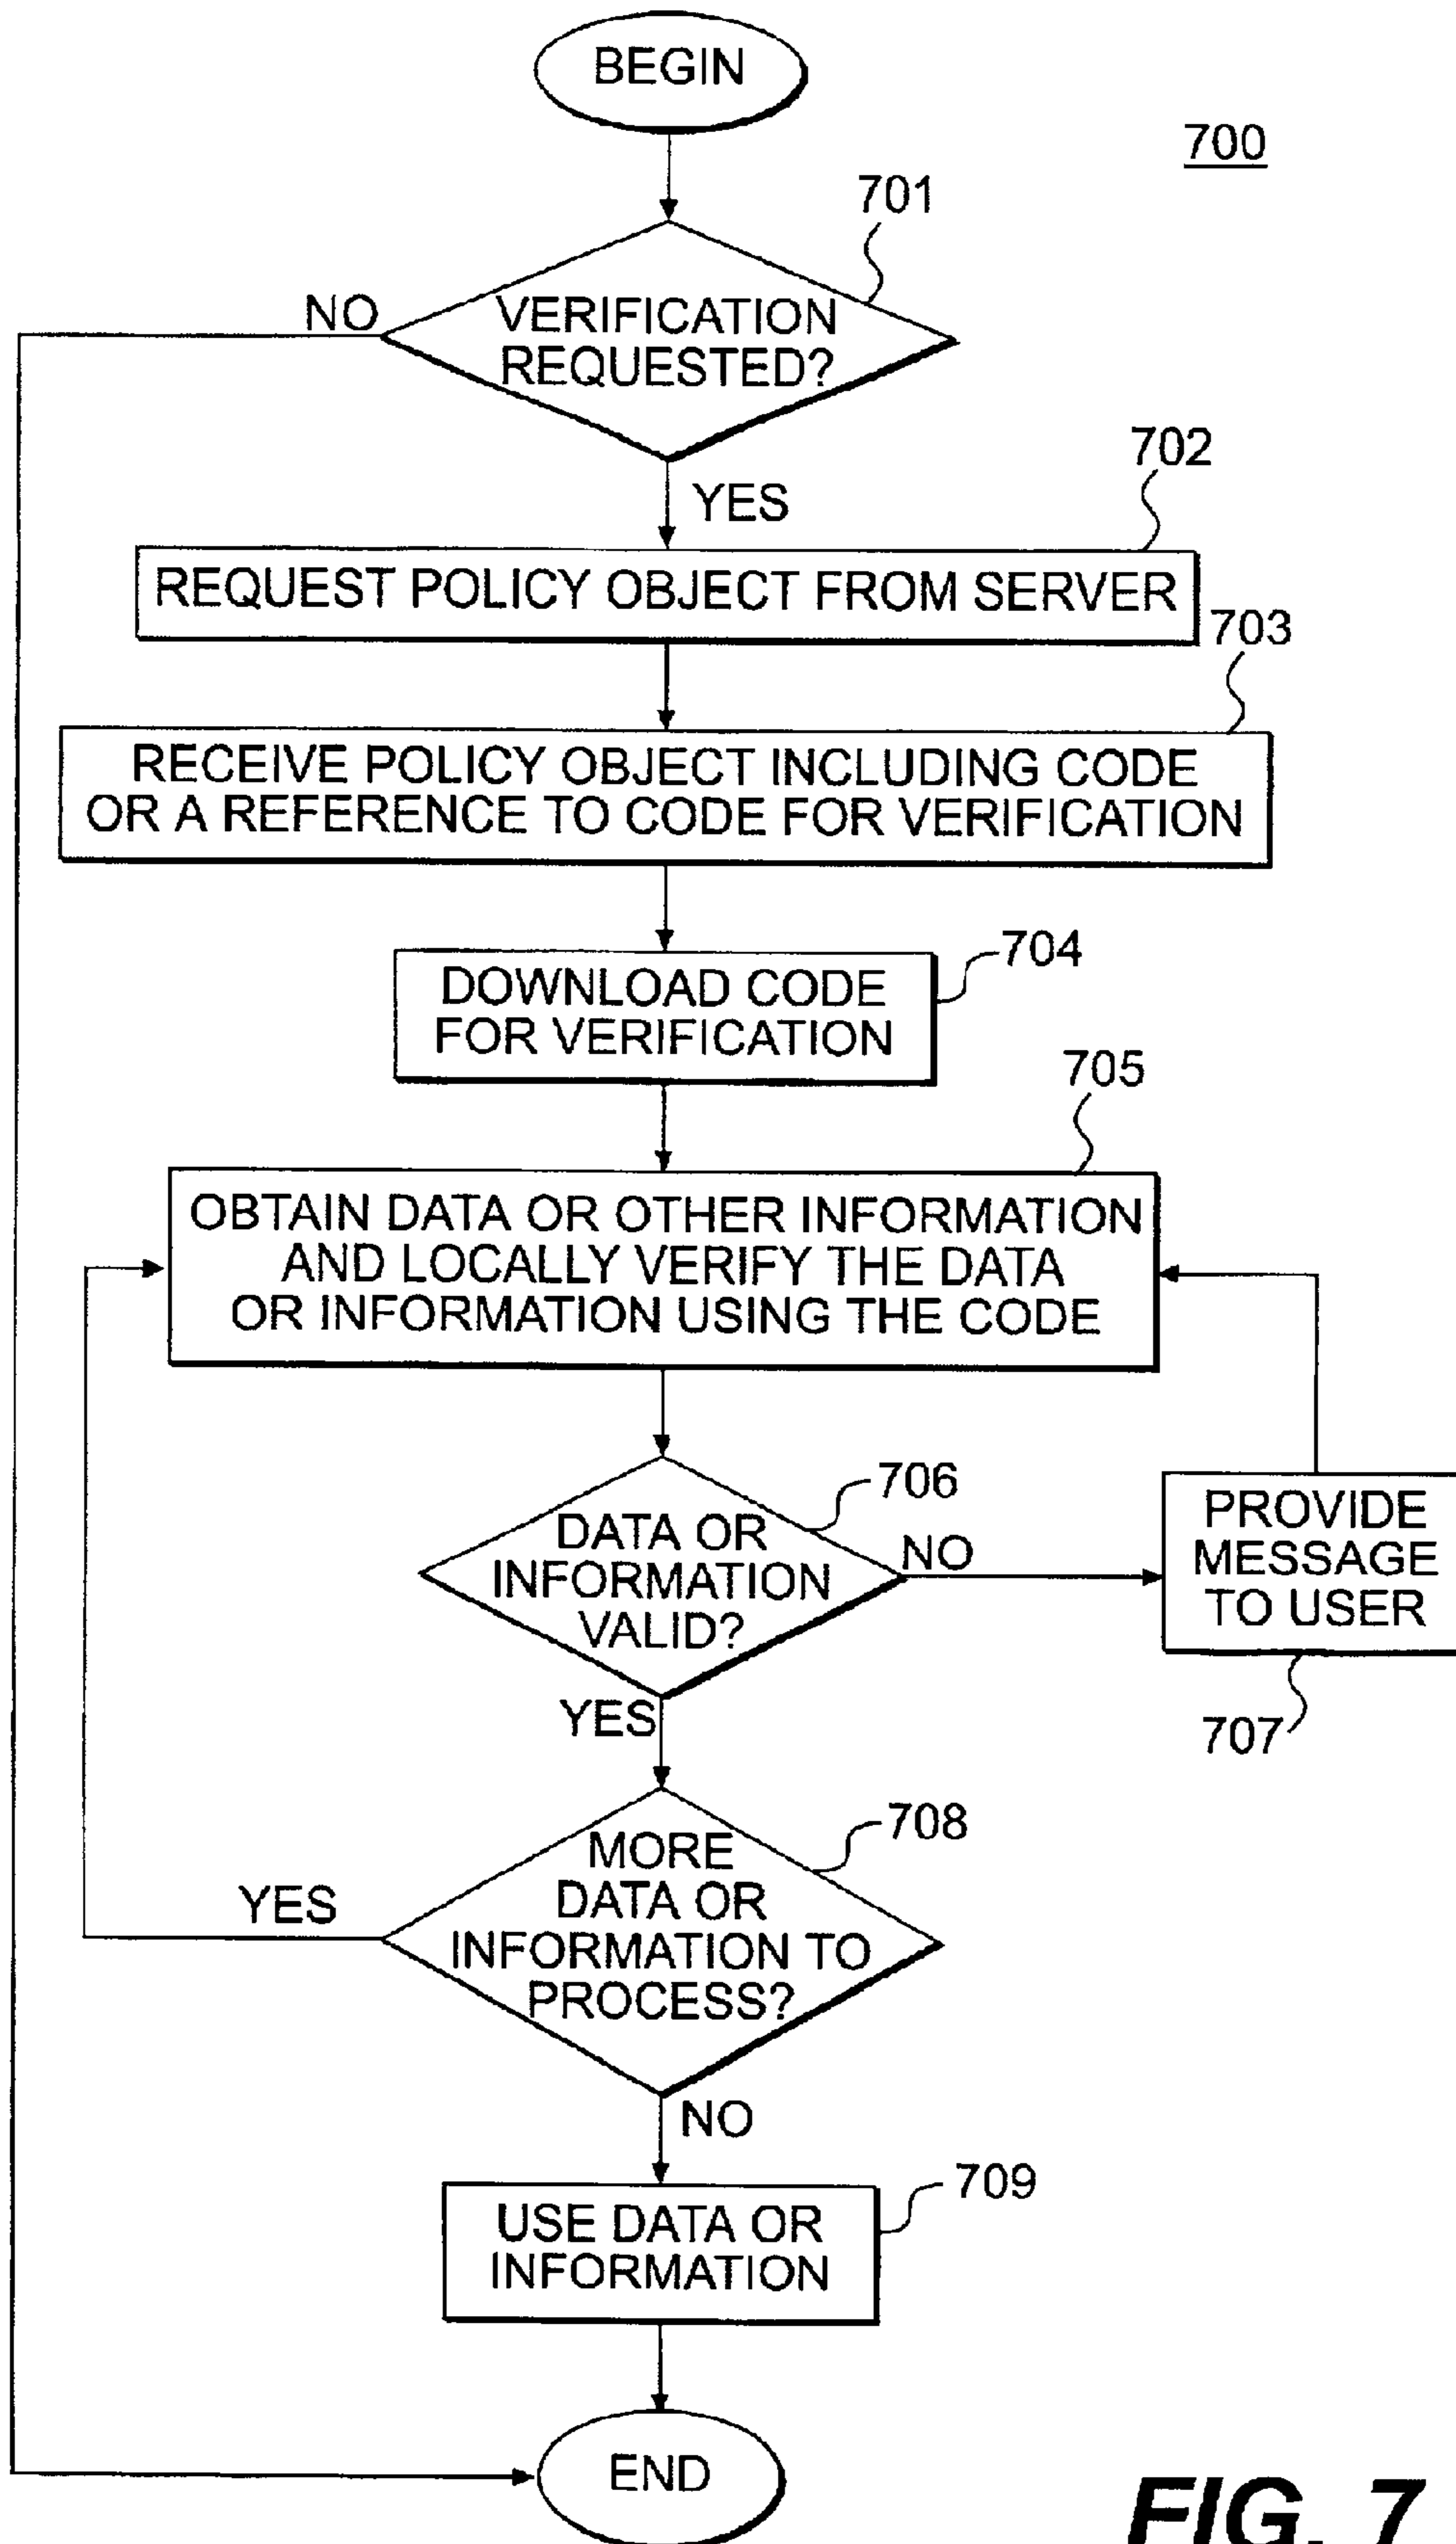 BEGIN
700
701
NO
VERIFICATION
REQUESTED?
702
YES
REQUEST POLICY OBJECT FROM SERVER
703
RECEIVE POLICY OBJECT INCLUDING CODE
OR A REFERENCE TO CODE FOR VERIFICATION
704
DOWNLOAD CODE
FOR VERIFICATION
705
OBTAIN DATA OR OTHER INFORMATION
AND LOCALLY VERIFY THE DATA
OR INFORMATION USING THE CODE
706
DATA OR
INFORMATION
VALID?
NO
PROVIDE
MESSAGE
TO USER
707
YES
708
MORE
DATA OR
INFORMATION TO
PROCESS?
YES
NO
709
USE DATA OR
INFORMATION
END
FIG. 7